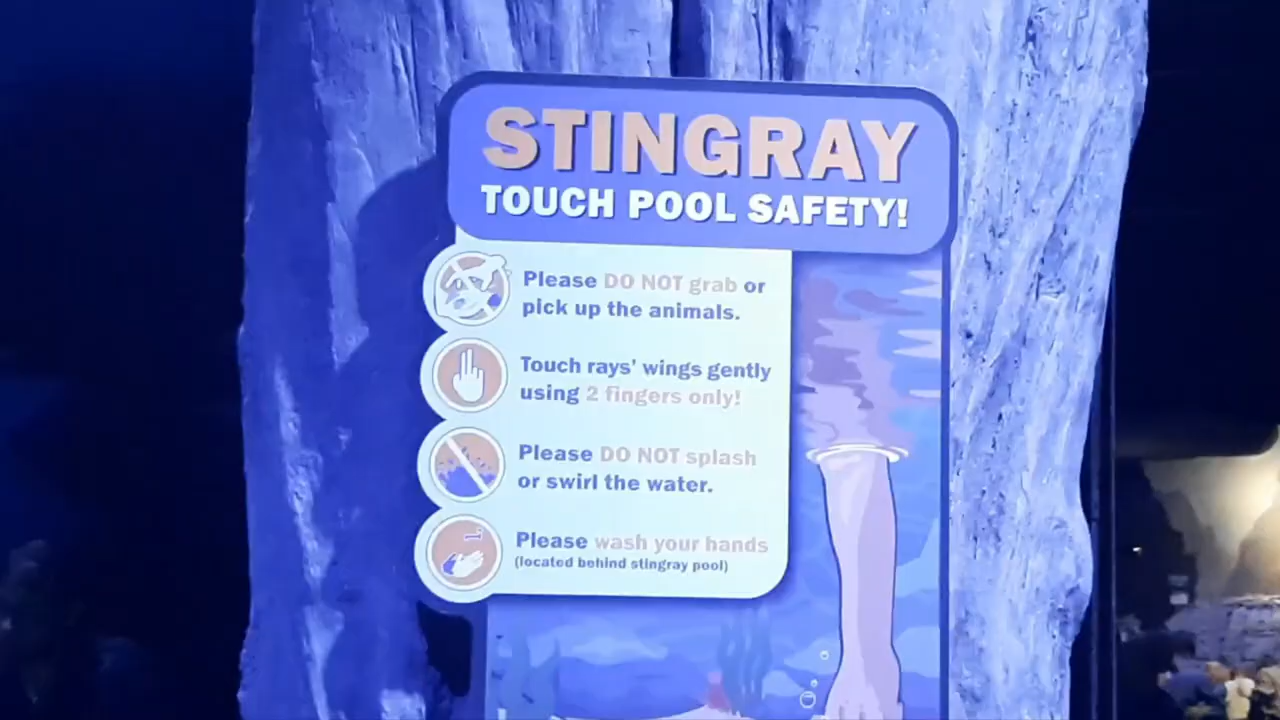 STINGRAY
TOUCH POOL SAFETY!
Please DO NOT grab or
pick up the animals.
Touch rays' wings gently
using 2 fingers only!
Please DO NOT splash
or swirl the water.
Please wash your hands
(located behind stingray pool)